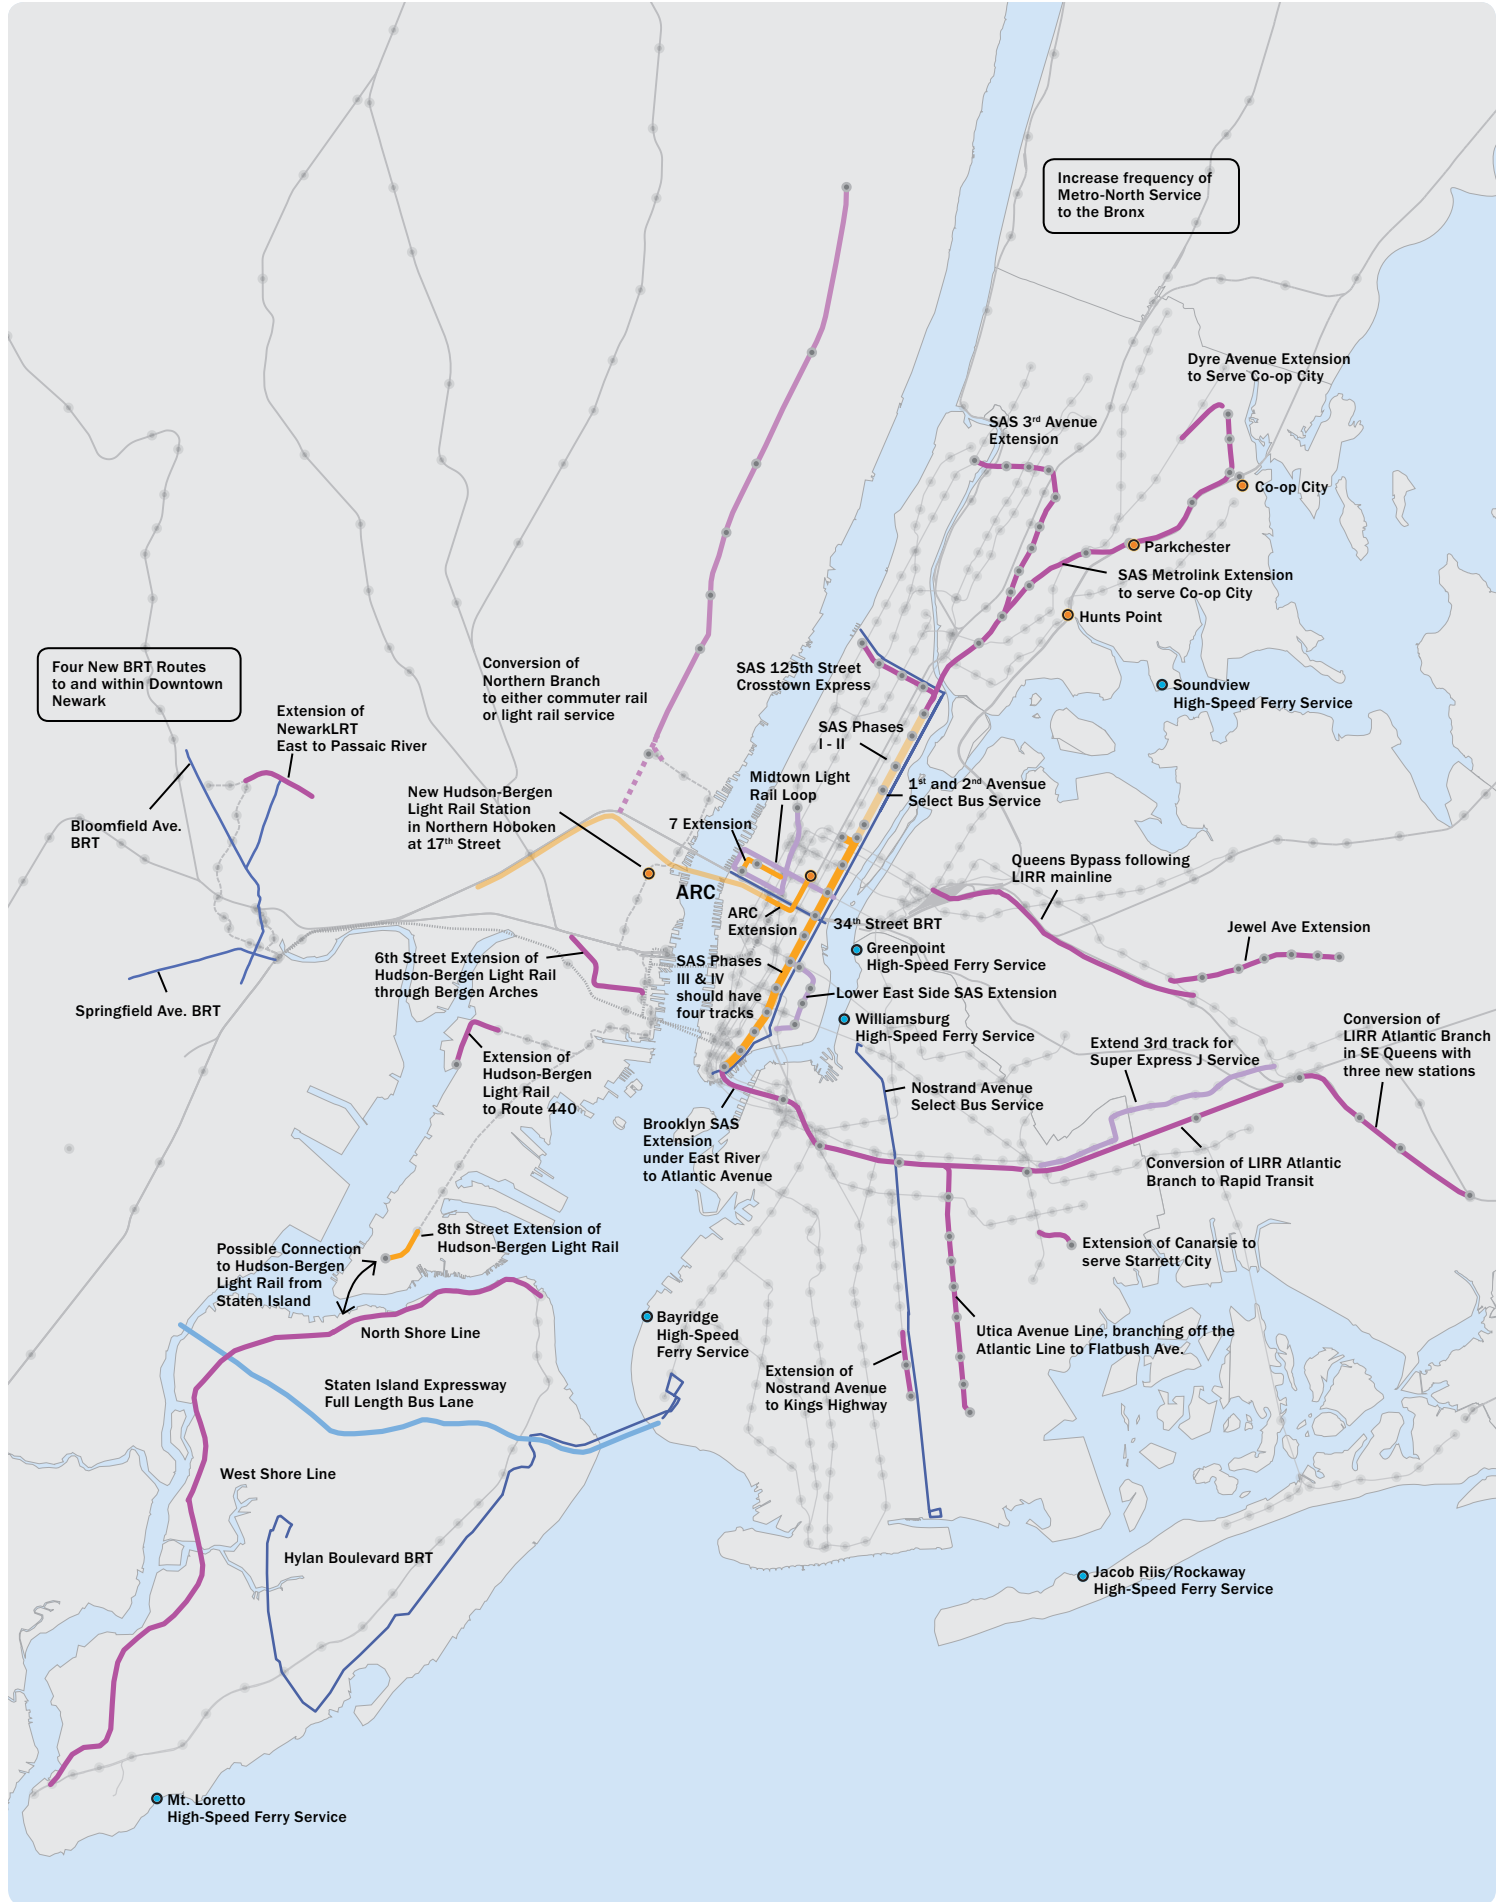 Increase frequency of
Metro-North Service
to the Bronx
Dyre Avenue Extension
to Serve Co-op City
SAS 3rd Avenue
Extension
Co-op City
Parkchester
SAS Metrolink Extension
to serve Co-op City
Hunts Point
Four New BRT Routes
to and within Downtown
Newark
Conversion of
Northern Branch
to either commuter rail
or light rail service
SAS 125th Street
Crosstown Express
Soundview
High-Speed Ferry Service
Extension of
NewarkLRT
East to Passaic River
SAS Phases
I - II
Midtown Light
Rail Loop
1st and 2nd Avensue
Select Bus Service
New Hudson-Bergen
Light Rail Station
in Northern Hoboken
at 17th Street
7 Extension
Bloomfield Ave.
BRT
Queens Bypass following
LIRR mainline
ARC
ARC
Extension
34th Street BRT
Jewel Ave Extension
Greenpoint
High-Speed Ferry Service
6th Street Extension of
Hudson-Bergen Light Rail
through Bergen Arches
SAS Phases
III & IV
should have
four tracks
Lower East Side SAS Extension
Springfield Ave. BRT
Williamsburg
High-Speed Ferry Service
Extend 3rd track for
Super Express J Service
Conversion of
LIRR Atlantic Branch
in SE Queens with
three new stations
Extension of
Hudson-Bergen
Light Rail
to Route 440
Nostrand Avenue
Select Bus Service
Brooklyn SAS
Extension
under East River
to Atlantic Avenue
Conversion of LIRR Atlantic
Branch to Rapid Transit
8th Street Extension of
Hudson-Bergen Light Rail
Possible Connection
to Hudson-Bergen
Light Rail from
Staten Island
Extension of Canarsie to
serve Starrett City
North Shore Line
Bayridge
High-Speed
Ferry Service
Utica Avenue Line, branching off the
Atlantic Line to Flatbush Ave.
Extension of
Nostrand Avenue
to Kings Highway
Staten Island Expressway
Full Length Bus Lane
West Shore Line
Hylan Boulevard BRT
Jacob Riis/Rockaway
High-Speed Ferry Service
Mt. Loretto
High-Speed Ferry Service